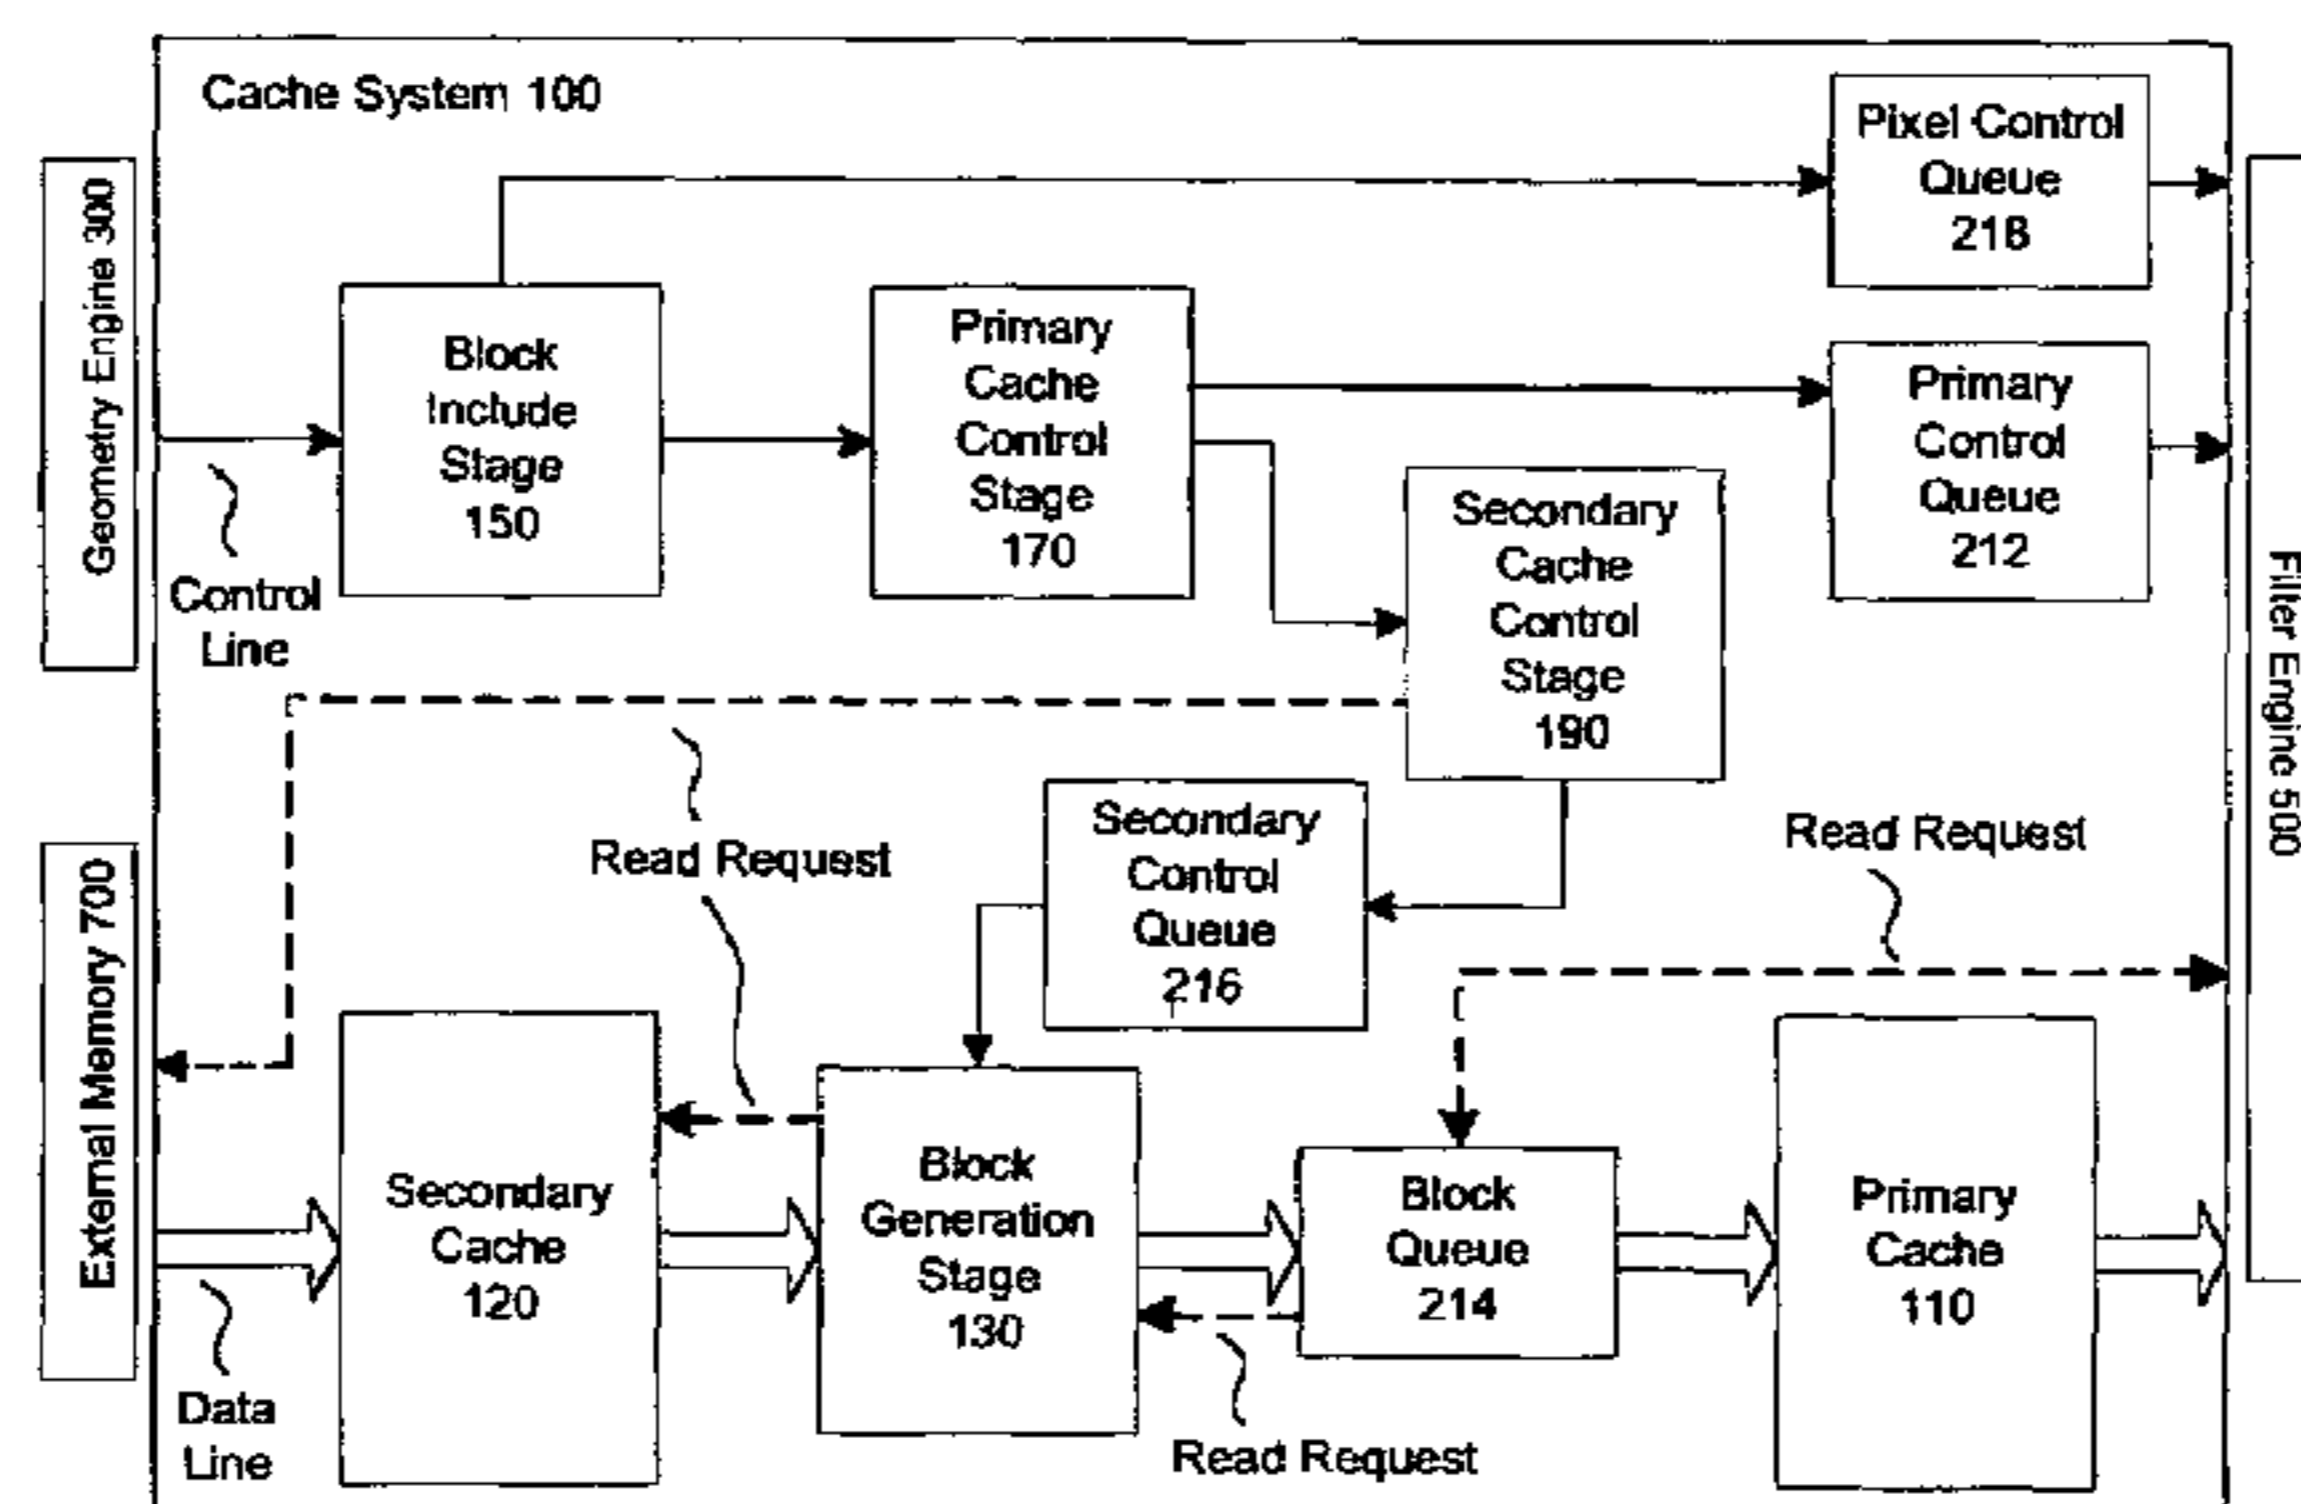 Cache System 100
Pixel Control
Queue
218
Geometry Engine 300
Block
Include
Stage
150
Primary
Cache
Control
Stage
170
Primary
Control
Queue
212
Secondary
Cache
Control
Stage
190
Filter Engine 500
Control
Line
Read Request
Secondary
Control
Queue
216
Read Request
External Memory 700
Secondary
Cache
120
Block
Generation
Stage
130
Block
Queue
214
Primary
Cache
110
Data
Line
Read Request